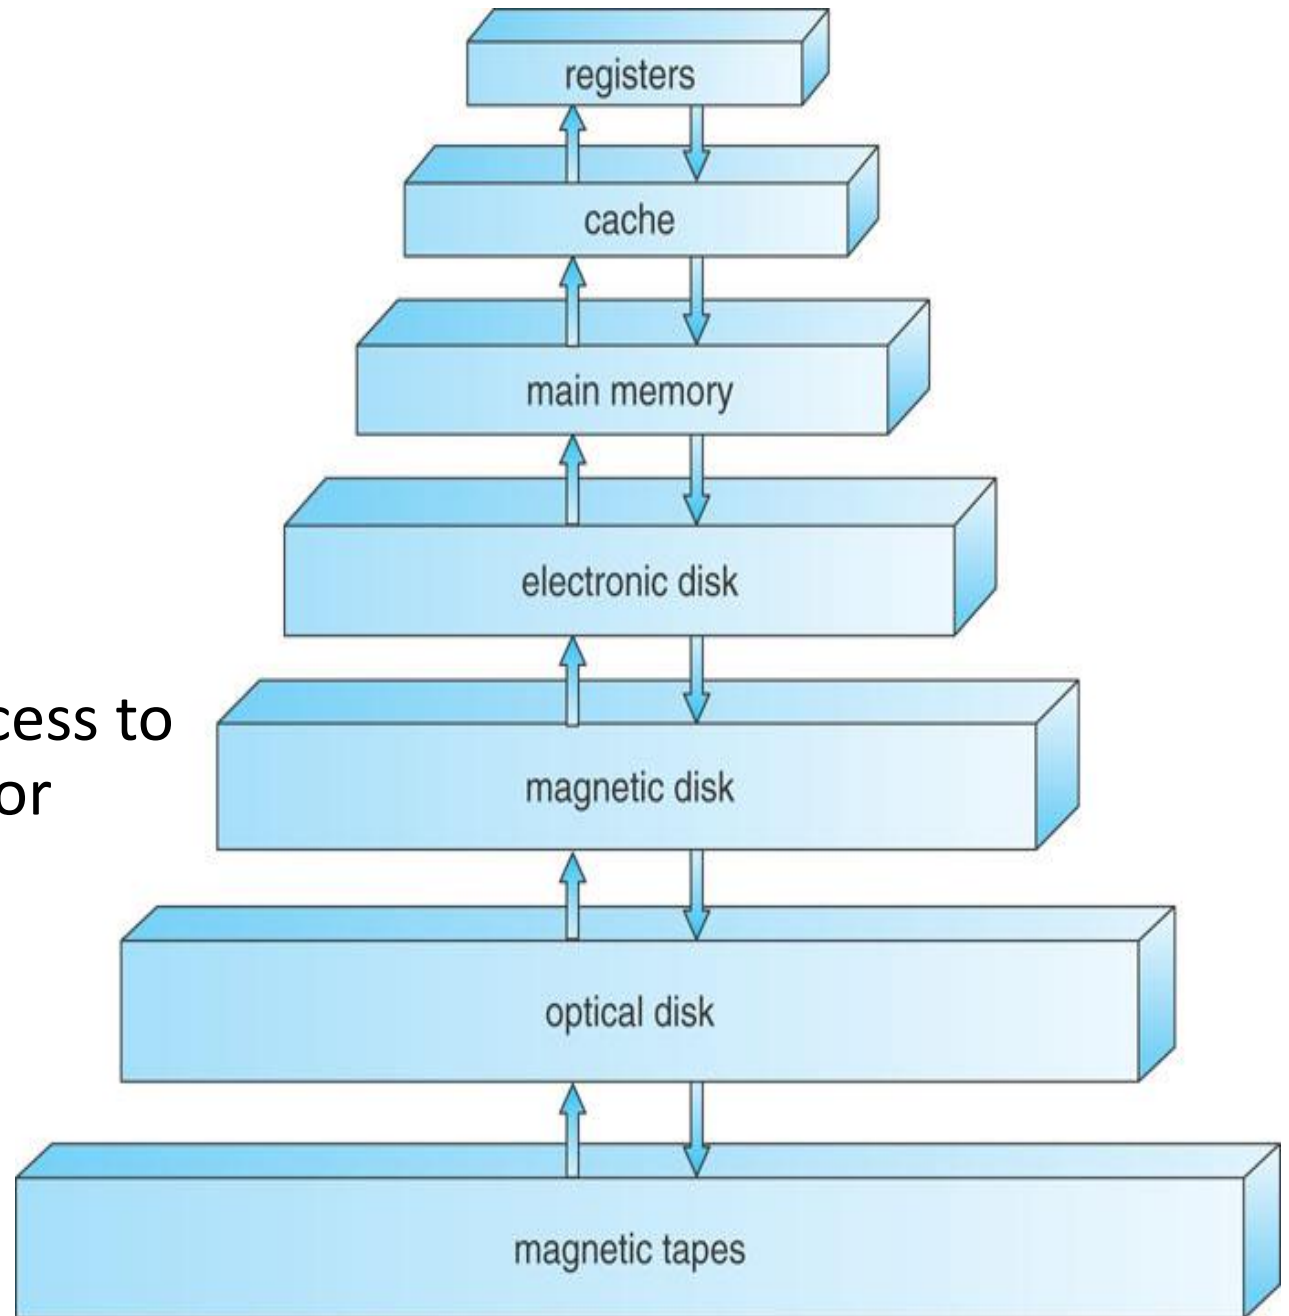 registers
cache
main memory
electronic disk
cess to
or
magnetic disk
optical disk
magnetic tapes